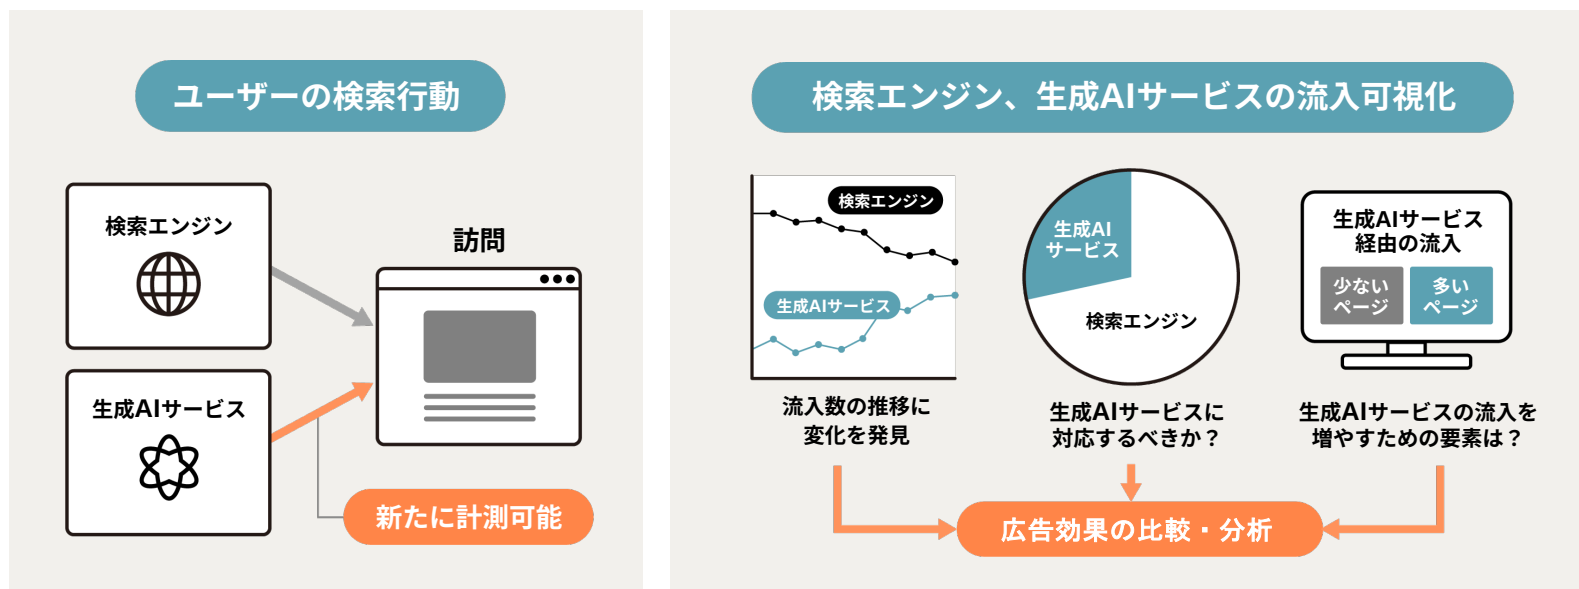 ユーザーの検索行動
検索エンジン
生成AIサービス
訪問
新たに計測可能
検索エンジン、生成AIサービスの流入可視化
検索エンジン
生成AIサービス
流入数の推移に
変化を発見
生成AI
サービス
検索エンジン
生成AIサービスに
対応するべきか？
生成AIサービス
経由の流入
少ない
ページ
多い
ページ
生成AIサービスの流入を
増やすための要素は？
広告効果の比較・分析